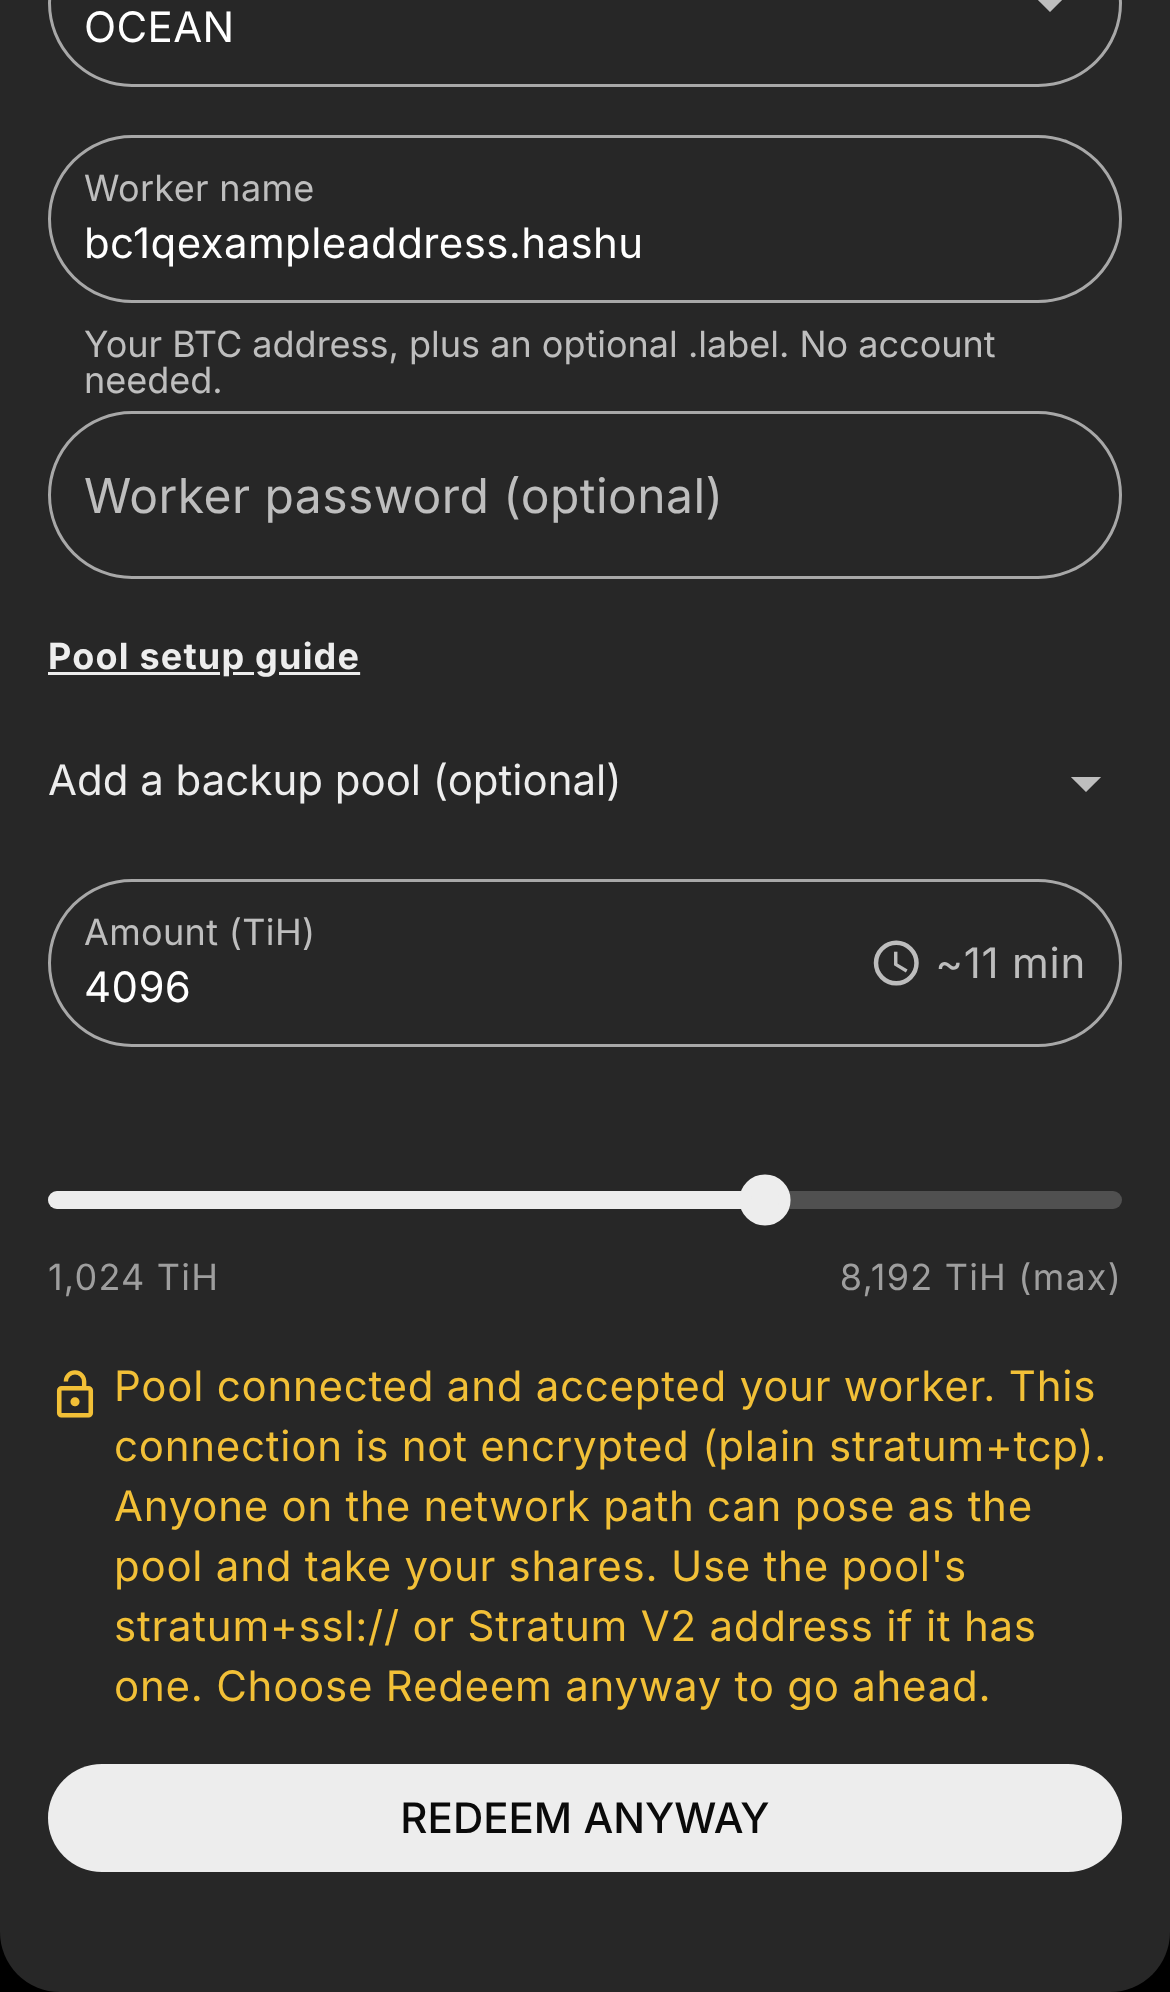 OCEAN
Worker name
bc1qexampleaddress.hashu
Your BTC address, plus an optional .label. No account
needed.
Worker password (optional)
Pool setup guide
Add a backup pool (optional)
Amount (TiH)
4096
~11 min
1,024 TiH
8,192 TiH (max)
Pool connected and accepted your worker. This
connection is not encrypted (plain stratum+tcp).
Anyone on the network path can pose as the
pool and take your shares. Use the pool's
stratum+ssl:// or Stratum V2 address if it has
one. Choose Redeem anyway to go ahead.
REDEEM ANYWAY